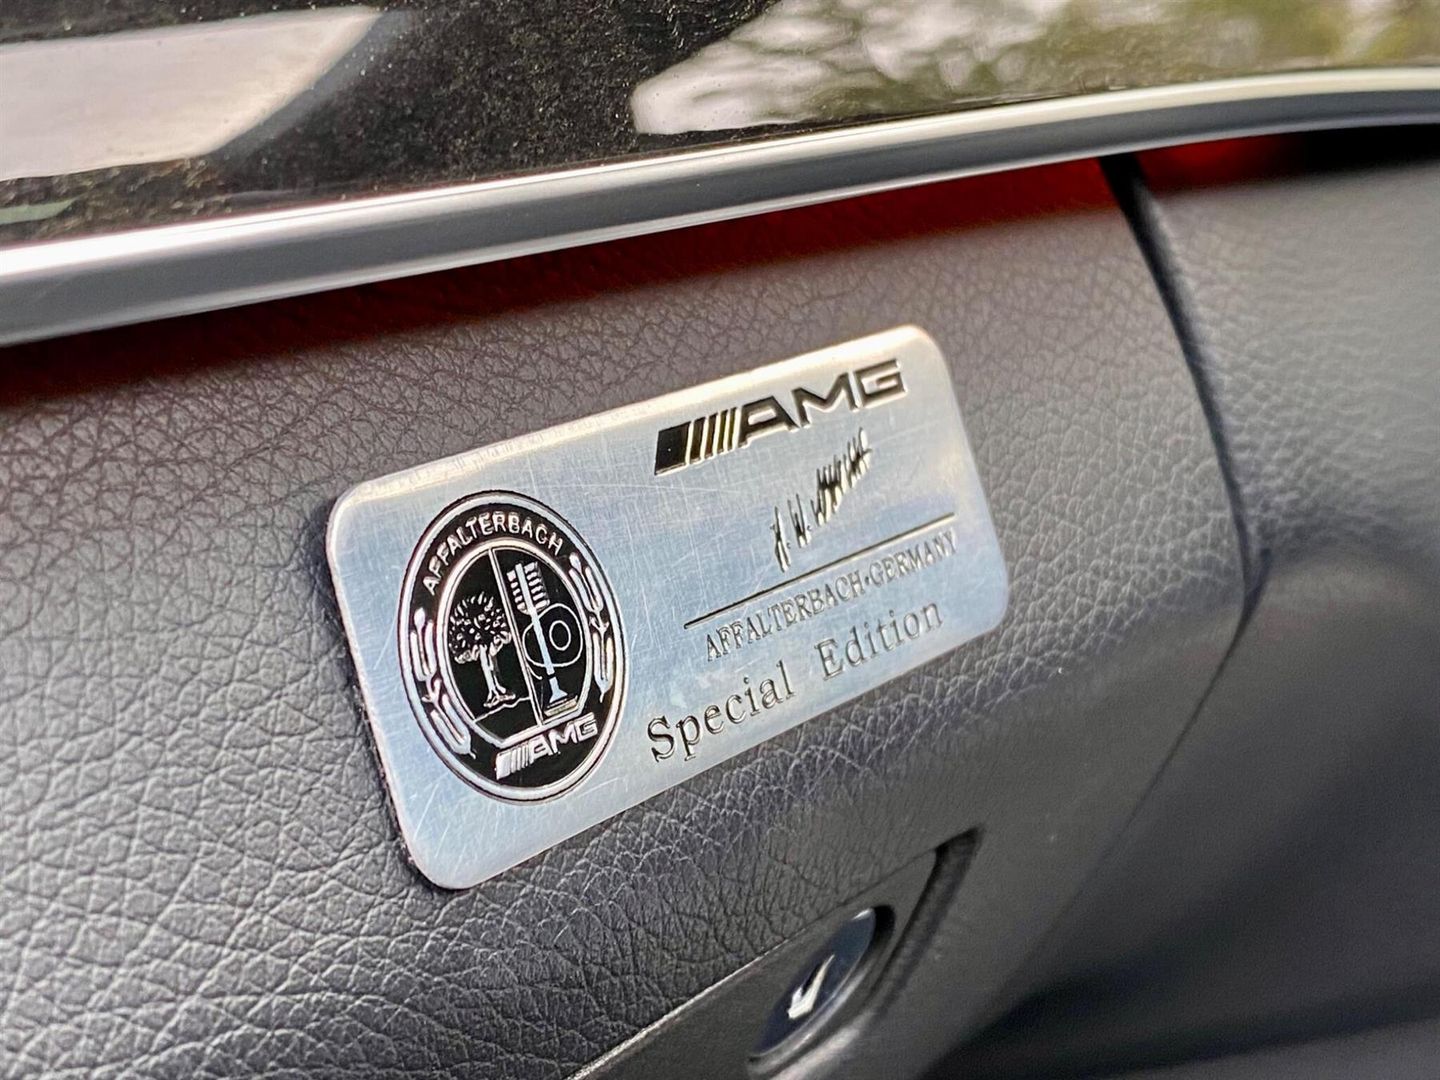 AMG
H. W.
AFFALTERBACH·GERMANY
Special Edition
AFFALTERBACH
AMG